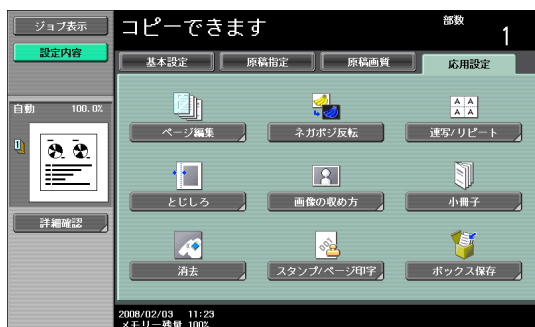 ジョブ表示
設定内容
コピーできます
部数
1
基本設定
原稿指定
原稿画質
応用設定
自動 100.0%
ページ編集
ネガポジ反転
連写/リピート
とじしろ
画像の収め方
小冊子
詳細確認
消去
スタンプ/ページ印字
ボックス保存
2008/02/03 11:23
メモリー残量 100%